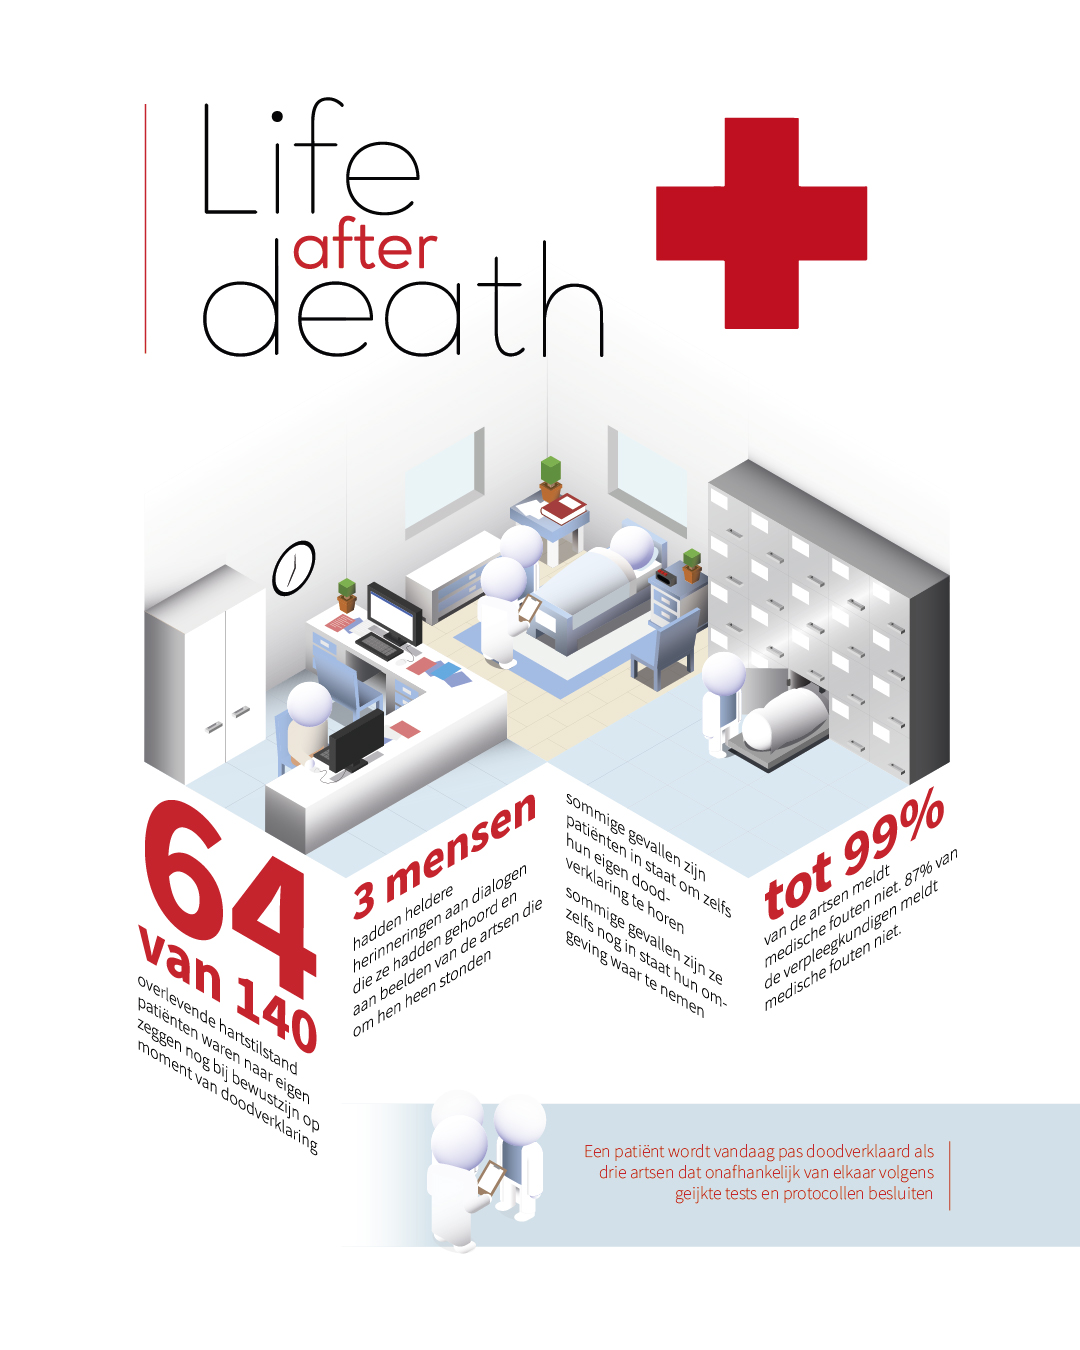 Life
after
death
64
van 140
overlevende hartstilstand
patiënten waren naar eigen
zeggen nog bij bewustzijn op
moment van doodverklaring
3 mensen
hadden heldere
herinneringen aan dialogen
die ze hadden gehoord en
aan beelden van de artsen die
om hen heen stonden
sommige gevallen zijn
patiënten in staat om zelfs
hun eigen dood-
verklaring te horen
sommige gevallen zijn ze
zelfs nog in staat hun om-
geving waar te nemen
tot 99%
van de artsen meldt
medische fouten niet. 87% van
de verpleegkundigen meldt
medische fouten niet.
Een patiënt wordt vandaag pas doodverklaard als
drie artsen dat onafhankelijk van elkaar volgens
geijkte tests en protocollen besluiten